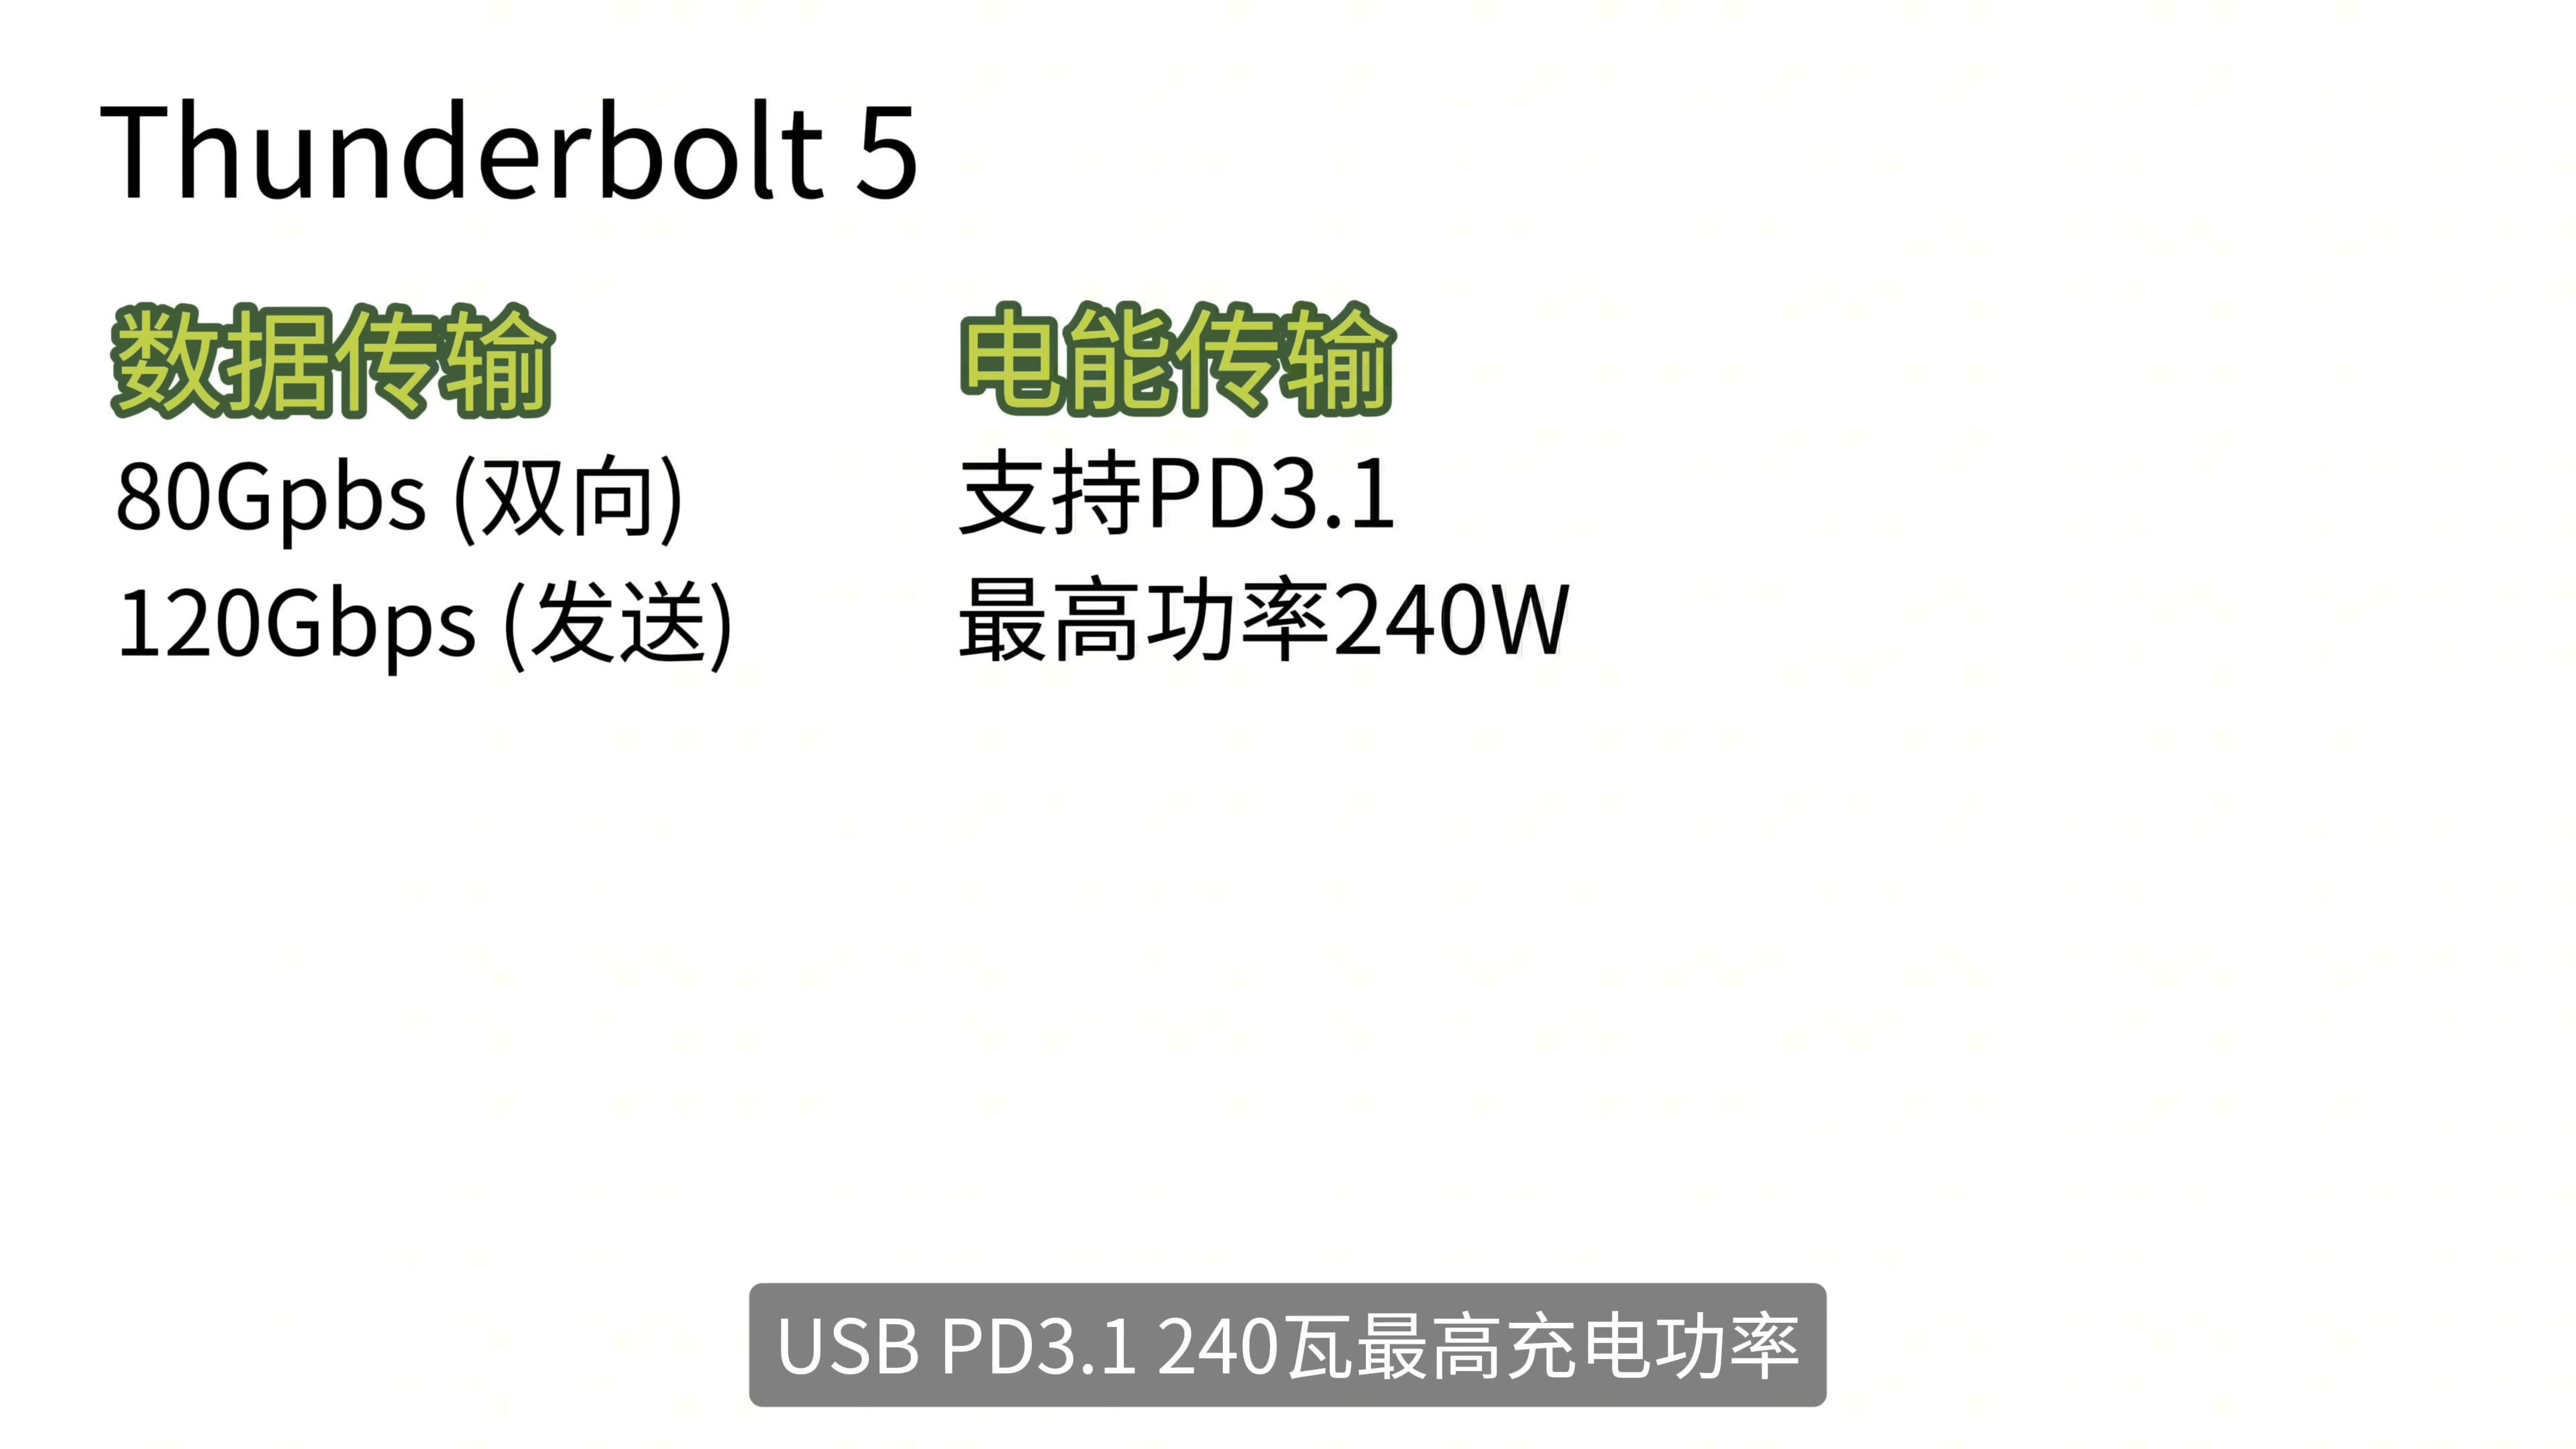 Thunderbolt 5
数据传输
80Gpbs (双向)
120Gbps (发送)
电能传输
支持PD3.1
最高功率240W
USB PD3.1 240瓦最高充电功率